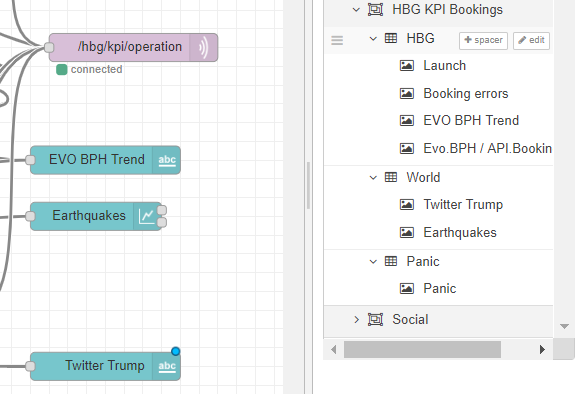 /hbg/kpi/operation
connected
EVO BPH Trend
abc
Earthquakes
Twitter Trump
abc
HBG KPI Bookings
HBG
+ spacer
edit
Launch
Booking errors
EVO BPH Trend
Evo.BPH / API.Bookin
World
Twitter Trump
Earthquakes
Panic
Panic
Social